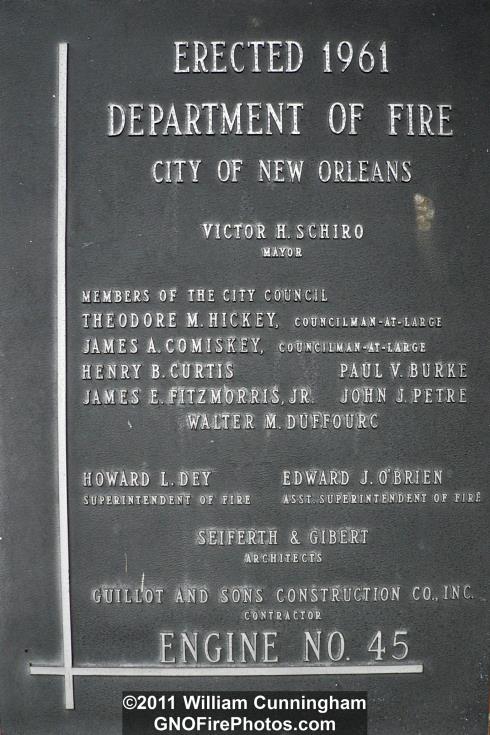 ERECTED 1961
DEPARTMENT OF FIRE
CITY OF NEW ORLEANS
VICTOR H. SCHIRO
MAYOR
MEMBERS OF THE CITY COUNCIL
THEODORE M. HICKEY, COUNCILMAN-AT-LARGE
JAMES A. COMISKEY, COUNCILMAN-AT-LARGE
HENRY B. CURTIS PAUL V. BURKE
JAMES E. FITZMORRIS, JR. JOHN J. PETRE
WALTER M. DUFFOURC
HOWARD L. DEY EDWARD J. O'BRIEN
SUPERINTENDENT OF FIRE ASST. SUPERINTENDENT OF FIRE
SEIFERTH & GIBERT
ARCHITECTS
GUILLOT AND SONS CONSTRUCTION CO., INC.
CONTRACTOR
ENGINE NO. 45
©2011 William Cunningham
GNOFirePhotos.com